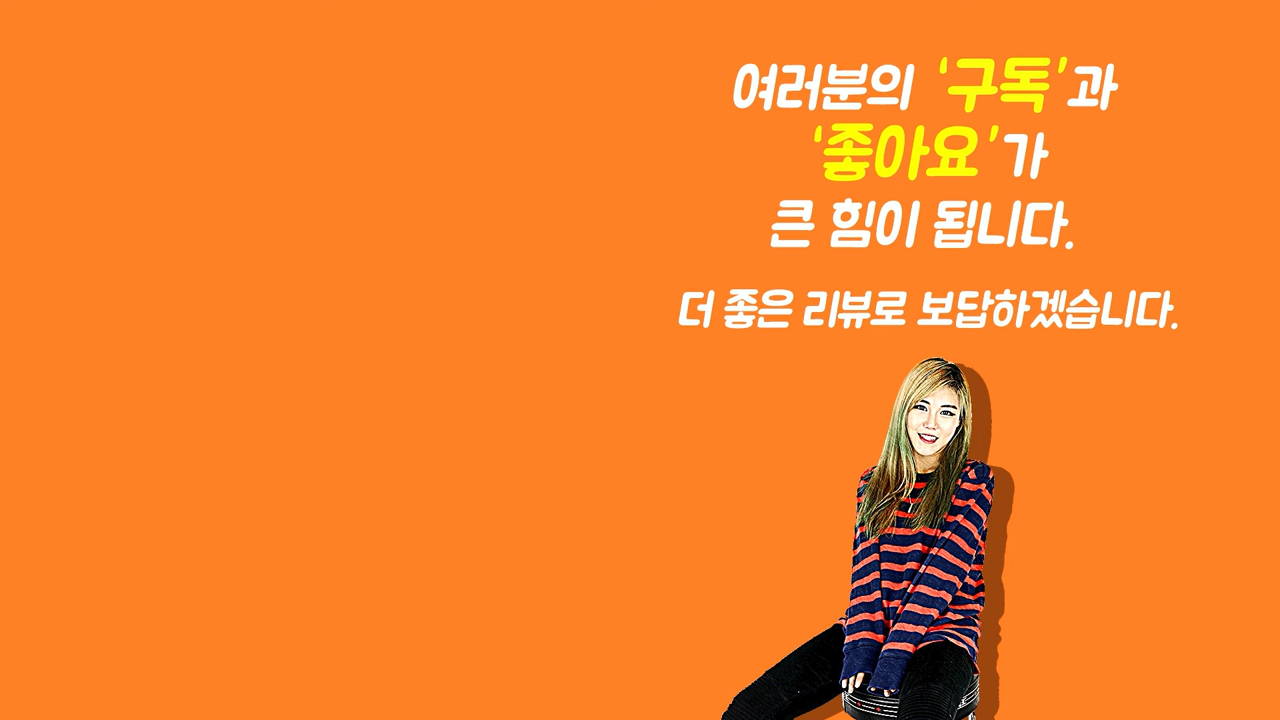 여러분의 '구독'과
'좋아요'가
큰 힘이 됩니다.
더 좋은 리뷰로 보답하겠습니다.